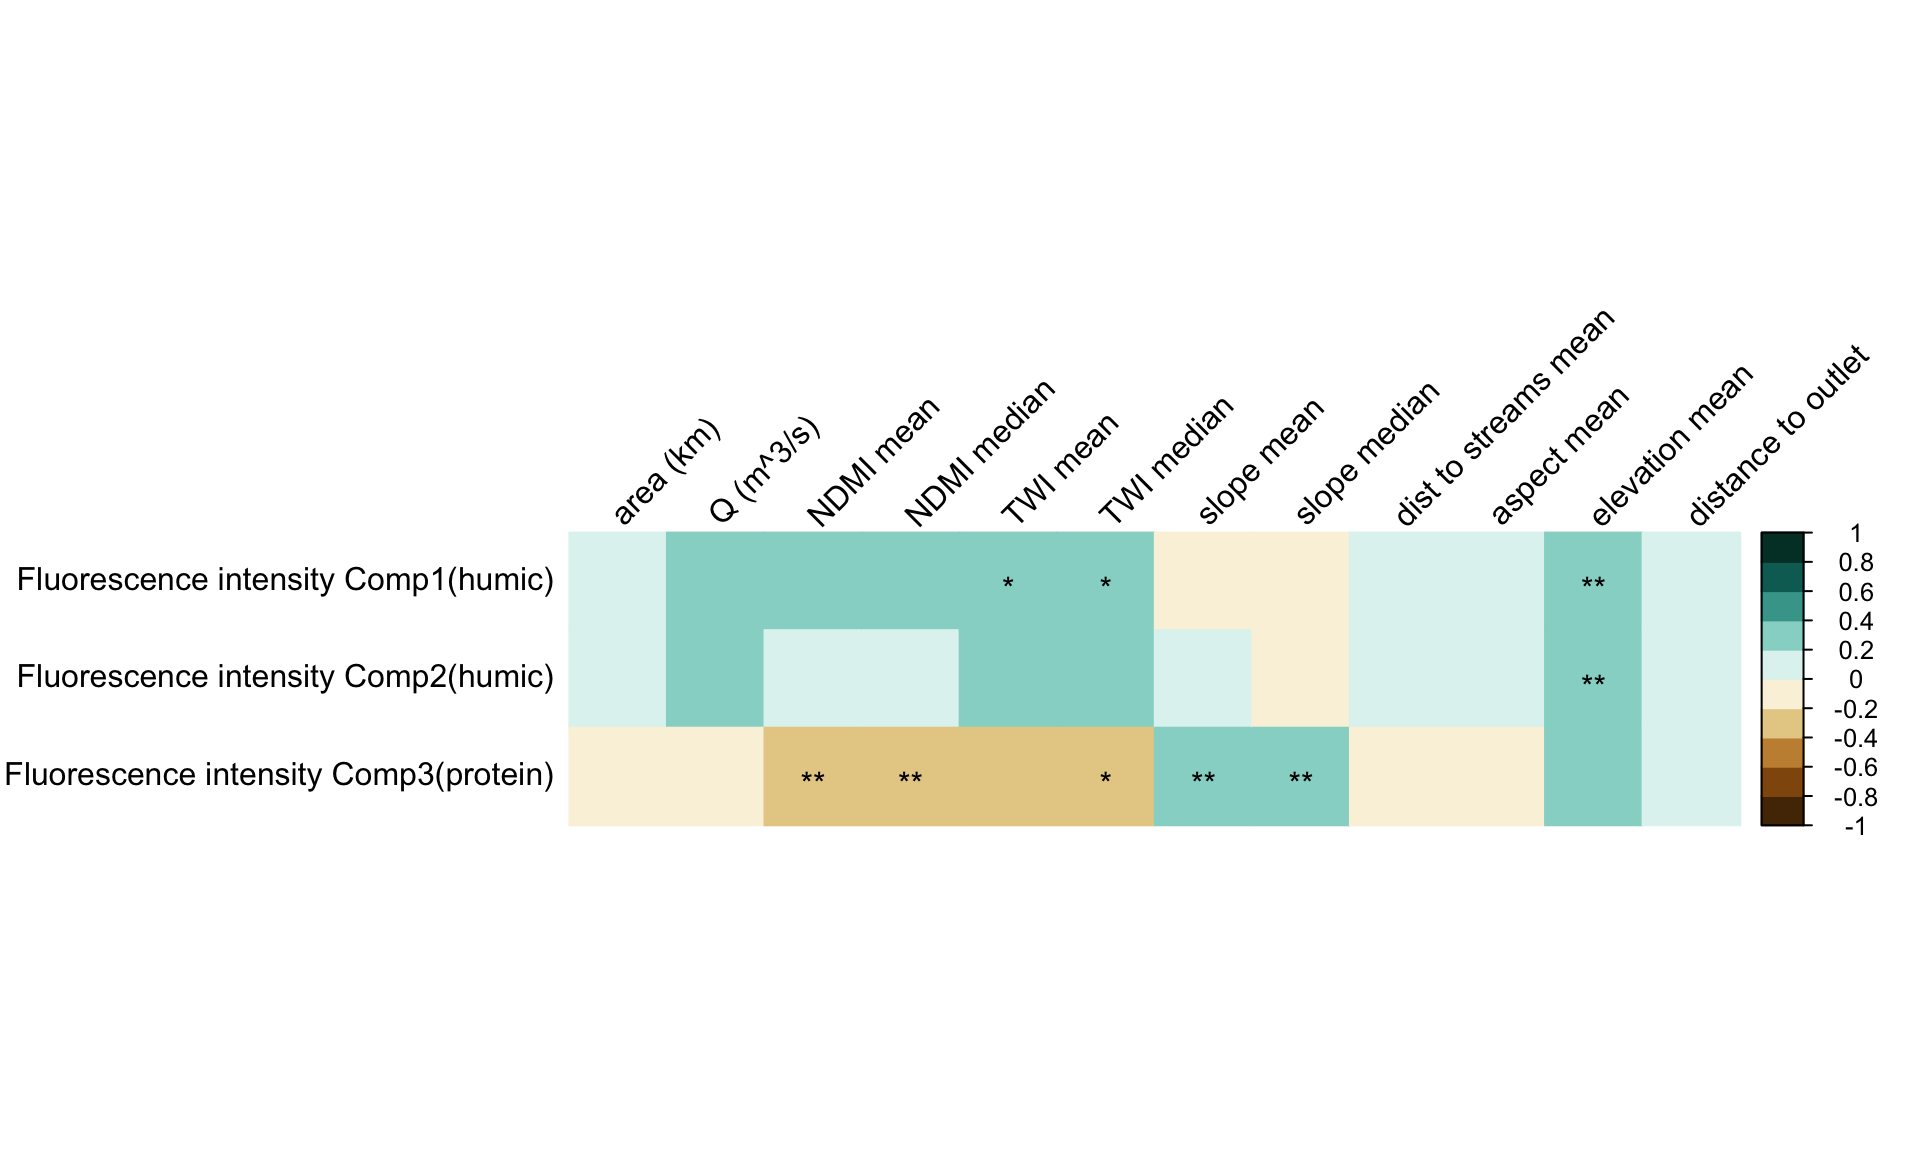 area (km)
Q (m^3/s)
NDMI mean
NDMI median
TWI mean
TWI median
slope mean
slope median
dist to streams mean
aspect mean
elevation mean
distance to outlet
Fluorescence intensity Comp1(humic)
* * **
Fluorescence intensity Comp2(humic)
**
Fluorescence intensity Comp3(protein)
** ** * ** **
1
0.8
0.6
0.4
0.2
0
-0.2
-0.4
-0.6
-0.8
-1